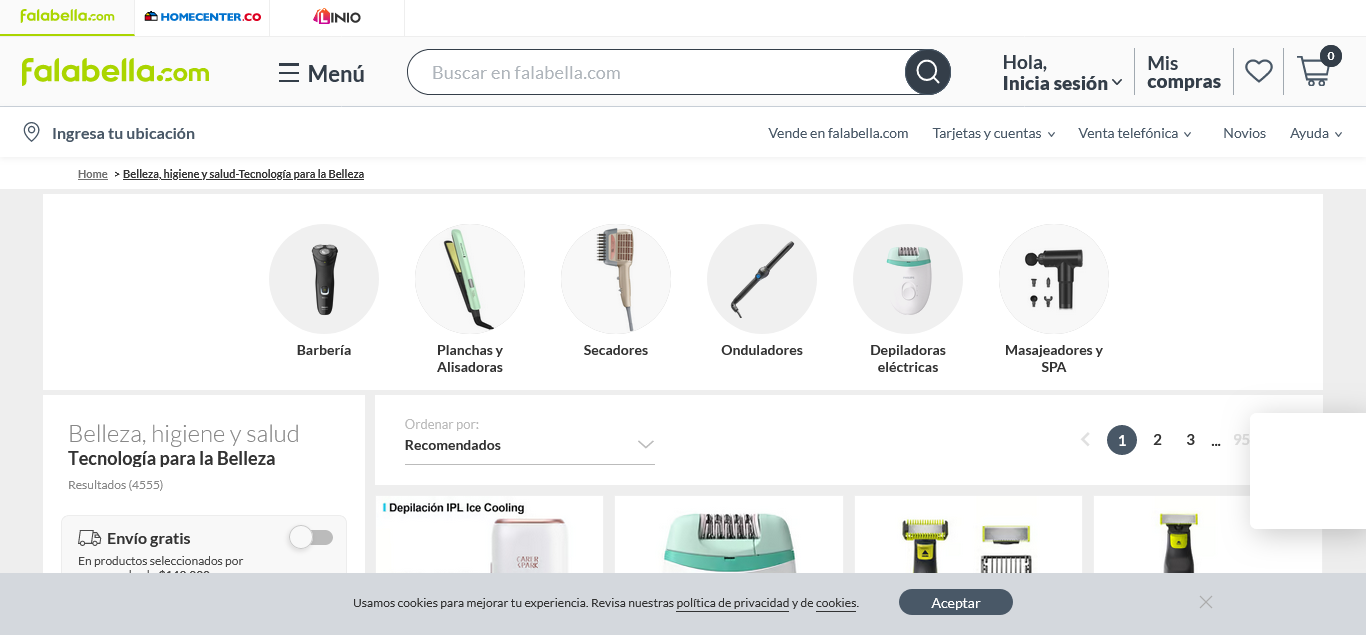 falabella.com
HOMECENTER.CO
LINIO
falabella.com
Menú
Buscar en falabella.com
Hola,
Inicia sesión
Mis
compras
0
Ingresa tu ubicación
Vende en falabella.com
Tarjetas y cuentas
Venta telefónica
Novios
Ayuda
Home > Belleza, higiene y salud-Tecnología para la Belleza
Barbería
Planchas y
Alisadoras
Secadores
Onduladores
Depiladoras
eléctricas
Masajeadores y
SPA
Belleza, higiene y salud
Tecnología para la Belleza
Resultados (4555)
Envío gratis
En productos seleccionados por
Ordenar por:
Recomendados
1 2 3 ... 95
Depilación IPL Ice Cooling
Usamos cookies para mejorar tu experiencia. Revisa nuestras política de privacidad y de cookies.
Aceptar